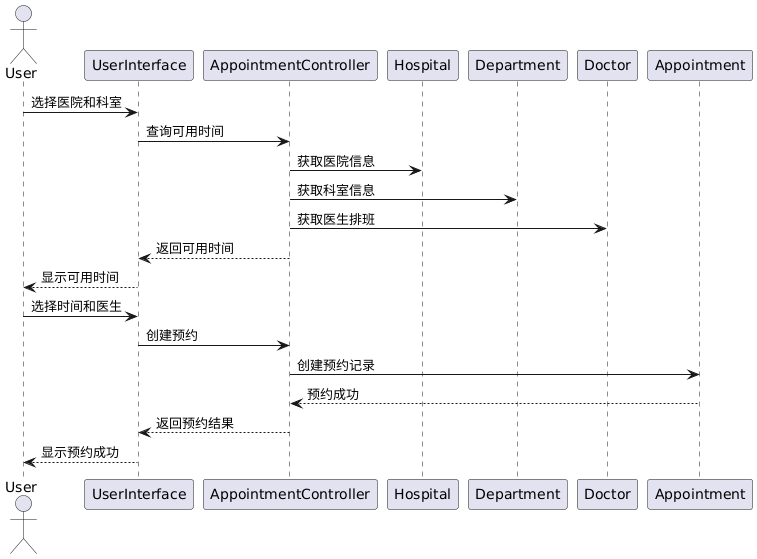 User
UserInterface
AppointmentController
Hospital
Department
Doctor
Appointment
选择医院和科室
查询可用时间
获取医院信息
获取科室信息
获取医生排班
返回可用时间
显示可用时间
选择时间和医生
创建预约
创建预约记录
预约成功
返回预约结果
显示预约成功
User
UserInterface
AppointmentController
Hospital
Department
Doctor
Appointment